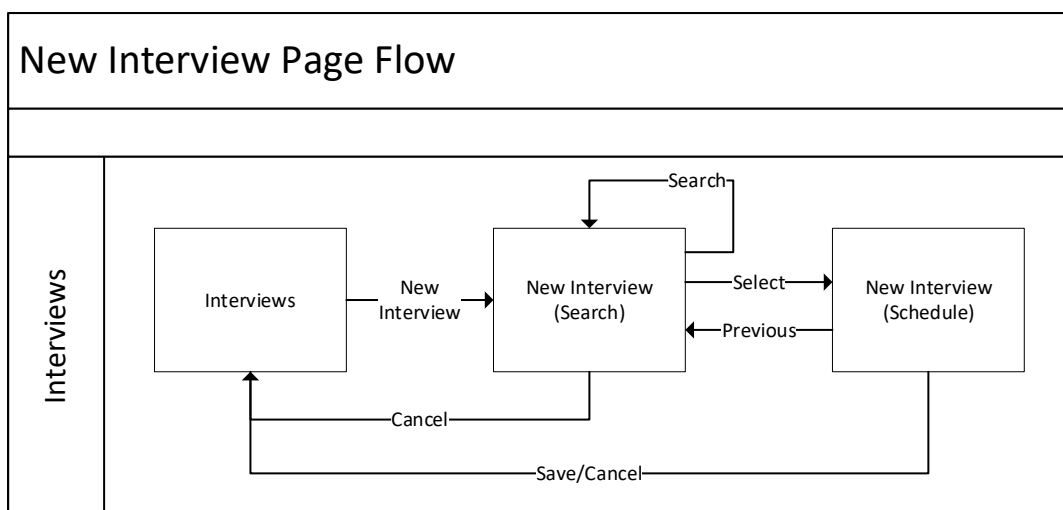 New Interview Page Flow
Interviews
Search
Interviews
New
Interview
New Interview
(Search)
Select
Previous
New Interview
(Schedule)
Cancel
Save/Cancel